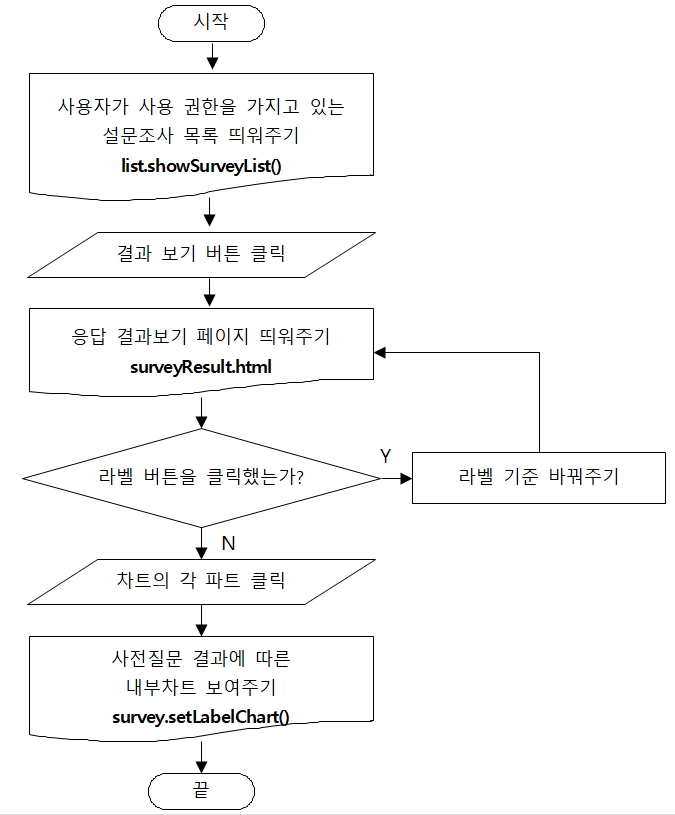 시작
사용자가 사용 권한을 가지고 있는
설문조사 목록 띄워주기
list.showSurveyList()
결과 보기 버튼 클릭
응답 결과보기 페이지 띄워주기
surveyResult.html
라벨 버튼을 클릭했는가?
Y
라벨 기준 바꿔주기
N
차트의 각 파트 클릭
사전질문 결과에 따른
내부차트 보여주기
survey.setLabelChart()
끝